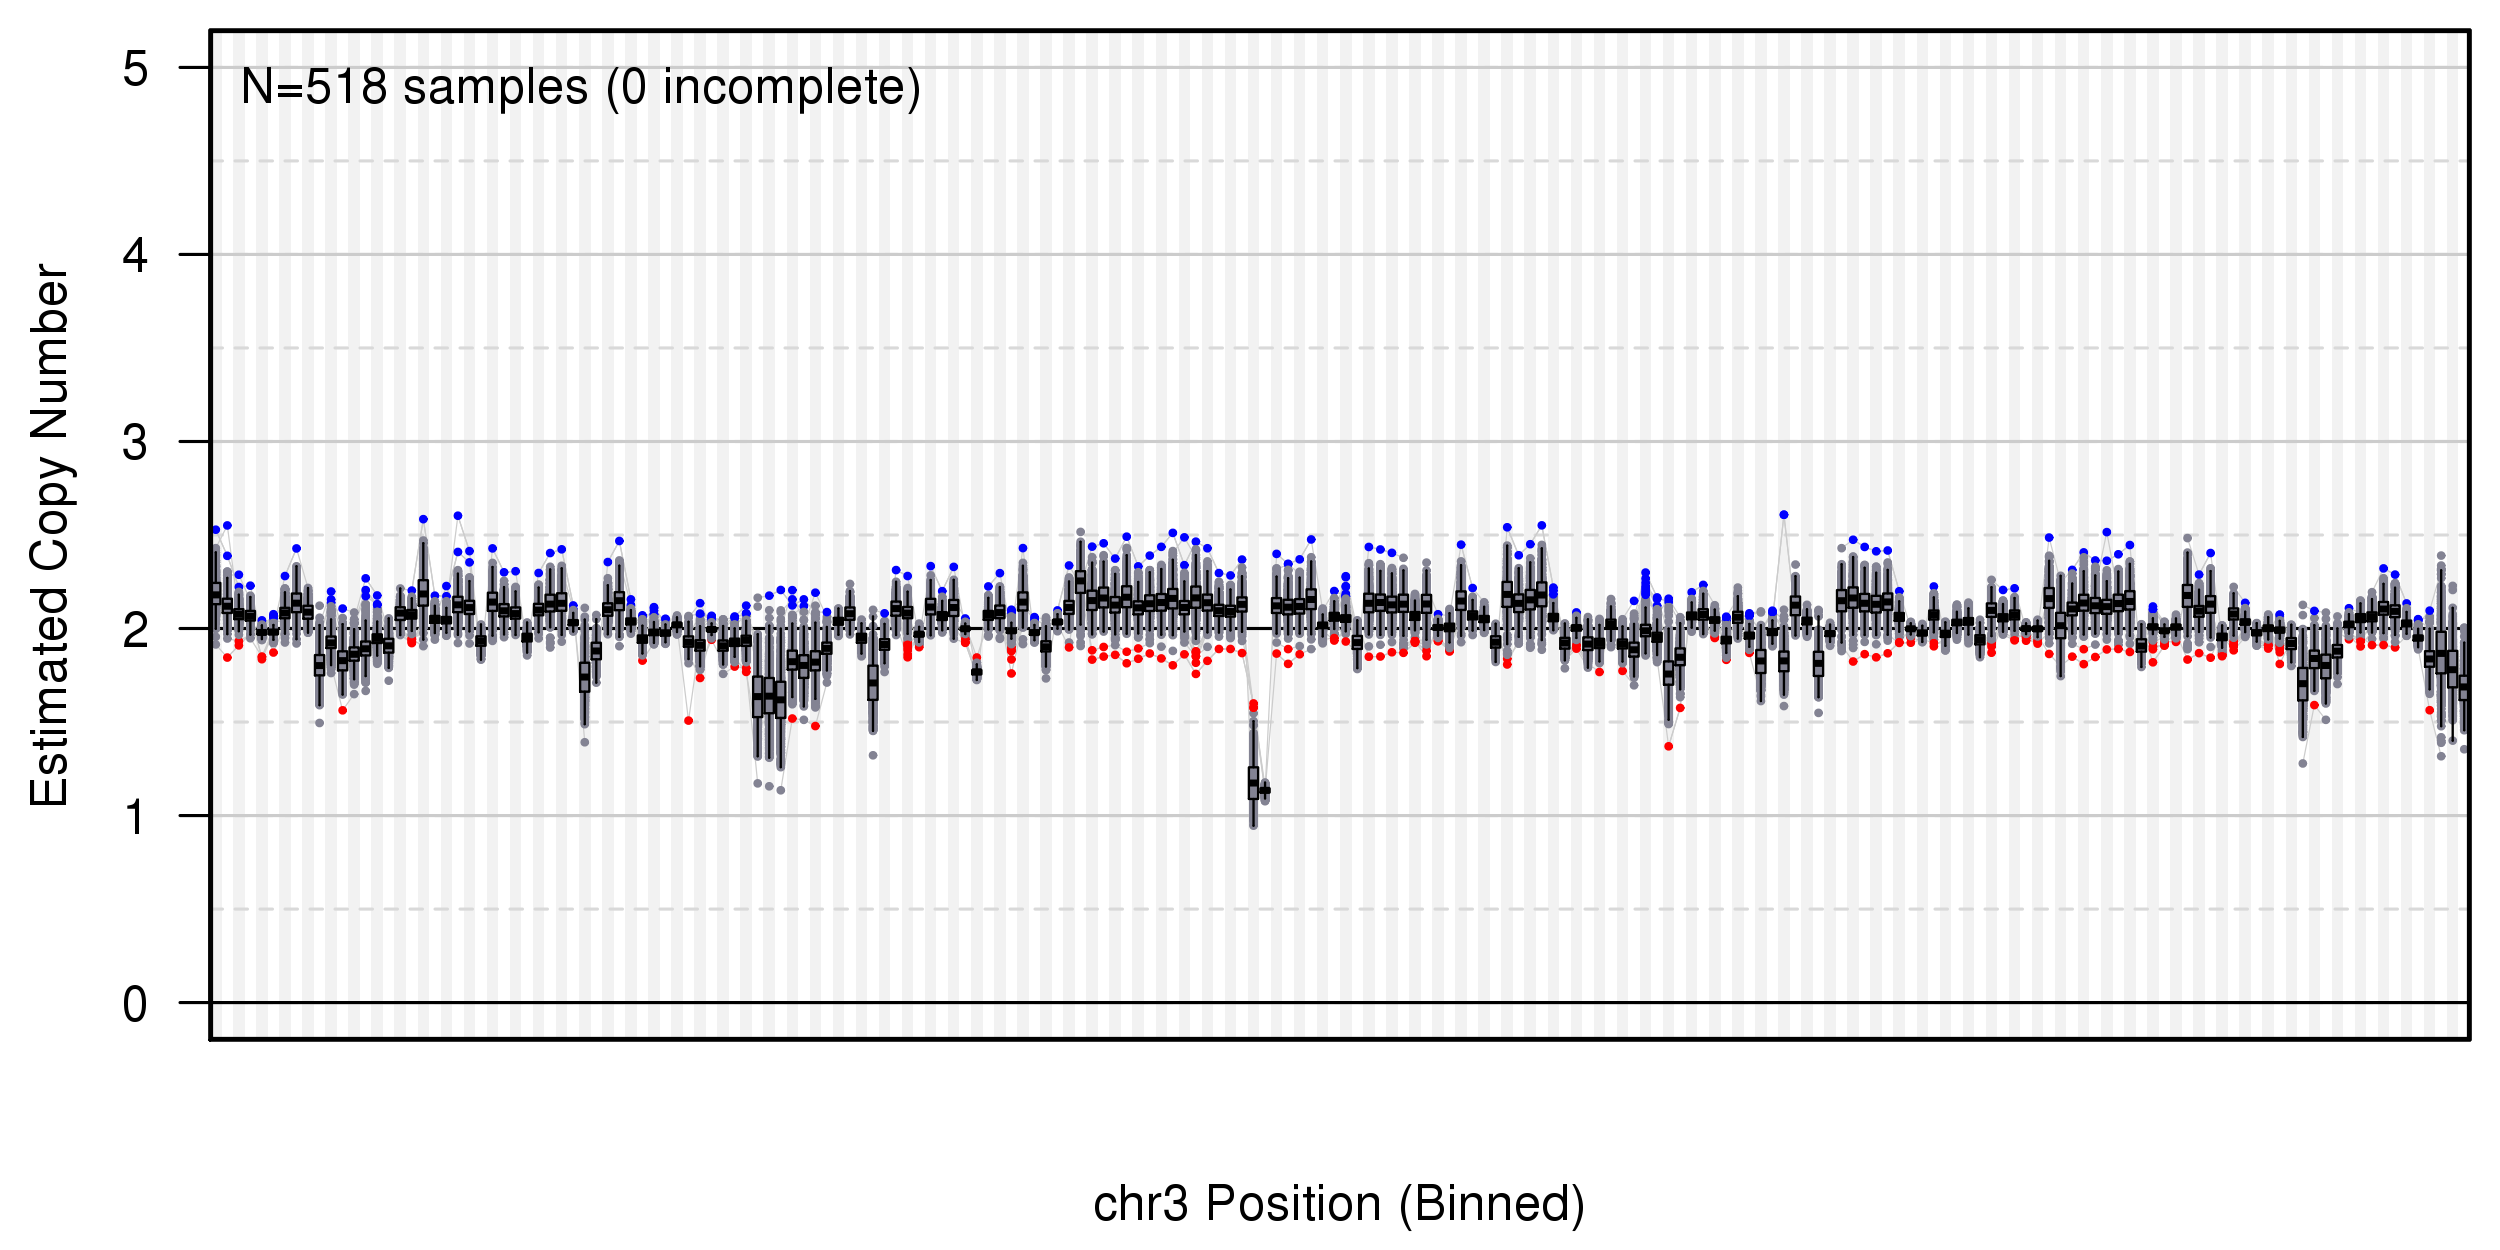 N=518 samples (0 incomplete)
5
4
3
2
1
0
Estimated Copy Number
chr3 Position (Binned)